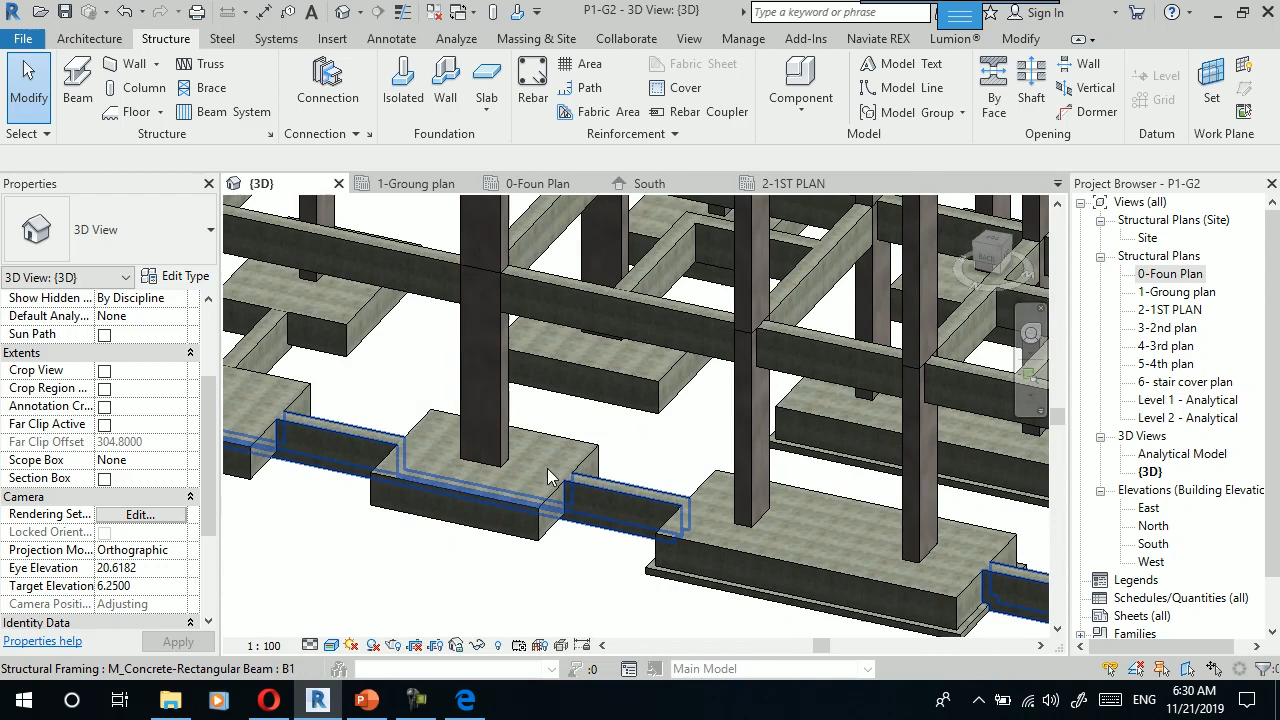 P1-G2 - 3D View: {3D}
Type a keyword or phrase
Sign In
File Architecture Structure Steel Systems Insert Annotate Analyze Massing & Site Collaborate View Manage Add-Ins Naviate REX Lumion® Modify
Modify
Beam
Wall
Column
Floor
Truss
Brace
Beam System
Connection
Isolated
Wall
Slab
Rebar
Area
Path
Fabric Area
Fabric Sheet
Cover
Rebar Coupler
Component
Model Text
Model Line
Model Group
By
Face
Shaft
Wall
Vertical
Dormer
Level
Grid
Set
Select Structure Connection Foundation Reinforcement Model Opening Datum Work Plane
Properties
3D View
3D View: {3D}
Edit Type
Show Hidden ... By Discipline
Default Analy... None
Sun Path
Extents
Crop View
Crop Region ...
Annotation Cr...
Far Clip Active
Far Clip Offset 304.8000
Scope Box None
Section Box
Camera
Rendering Set... Edit...
Locked Orient...
Projection Mo... Orthographic
Eye Elevation 20.6182
Target Elevation 6.2500
Camera Positi... Adjusting
Identity Data
Properties help
Apply
{3D}
1-Groung plan
0-Foun Plan
South
2-1ST PLAN
BACK
1 : 100
Project Browser - P1-G2
Views (all)
Structural Plans (Site)
Site
Structural Plans
0-Foun Plan
1-Groung plan
2-1ST PLAN
3-2nd plan
4-3rd plan
5-4th plan
6- stair cover plan
Level 1 - Analytical
Level 2 - Analytical
3D Views
Analytical Model
{3D}
Elevations (Building Elevatio
East
North
South
West
Legends
Schedules/Quantities (all)
Sheets (all)
Families
Structural Framing : M_Concrete-Rectangular Beam : B1
:0
Main Model
:0
ENG
6:30 AM
11/21/2019